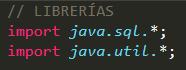 // LIBRERÍAS
import java.sql.*;
import java.util.*;